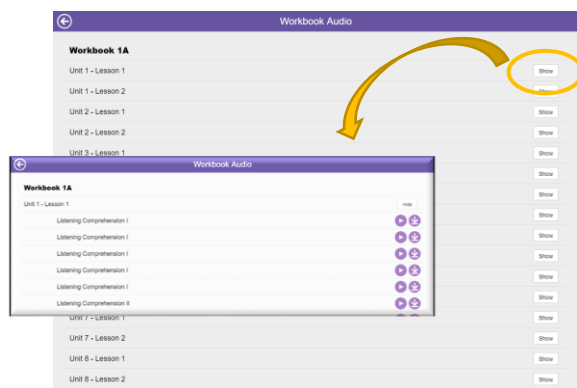 Workbook Audio
Workbook 1A
Unit 1 - Lesson 1 Show
Unit 1 - Lesson 2 Show
Unit 2 - Lesson 1 Show
Unit 2 - Lesson 2 Show
Unit 3 - Lesson 1 Show
Show
Show
Show
Show
Show
Show
Show
Unit 7 - Lesson 1 Show
Unit 7 - Lesson 2 Show
Unit 8 - Lesson 1 Show
Unit 8 - Lesson 2 Show
Workbook Audio
Workbook 1A
Unit 1 - Lesson 1 Hide
Listening Comprehension I
Listening Comprehension I
Listening Comprehension I
Listening Comprehension I
Listening Comprehension I
Listening Comprehension II